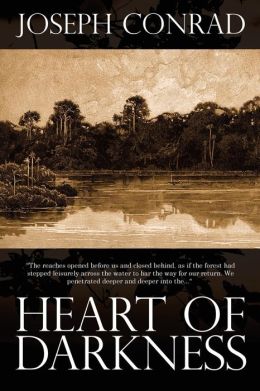 JOSEPH CONRAD
"The reaches opened before us and closed behind, as if the forest had
stepped leisurely across the water to bar the way for our return. We
penetrated deeper and deeper into the..."
HEART OF
DARKNESS